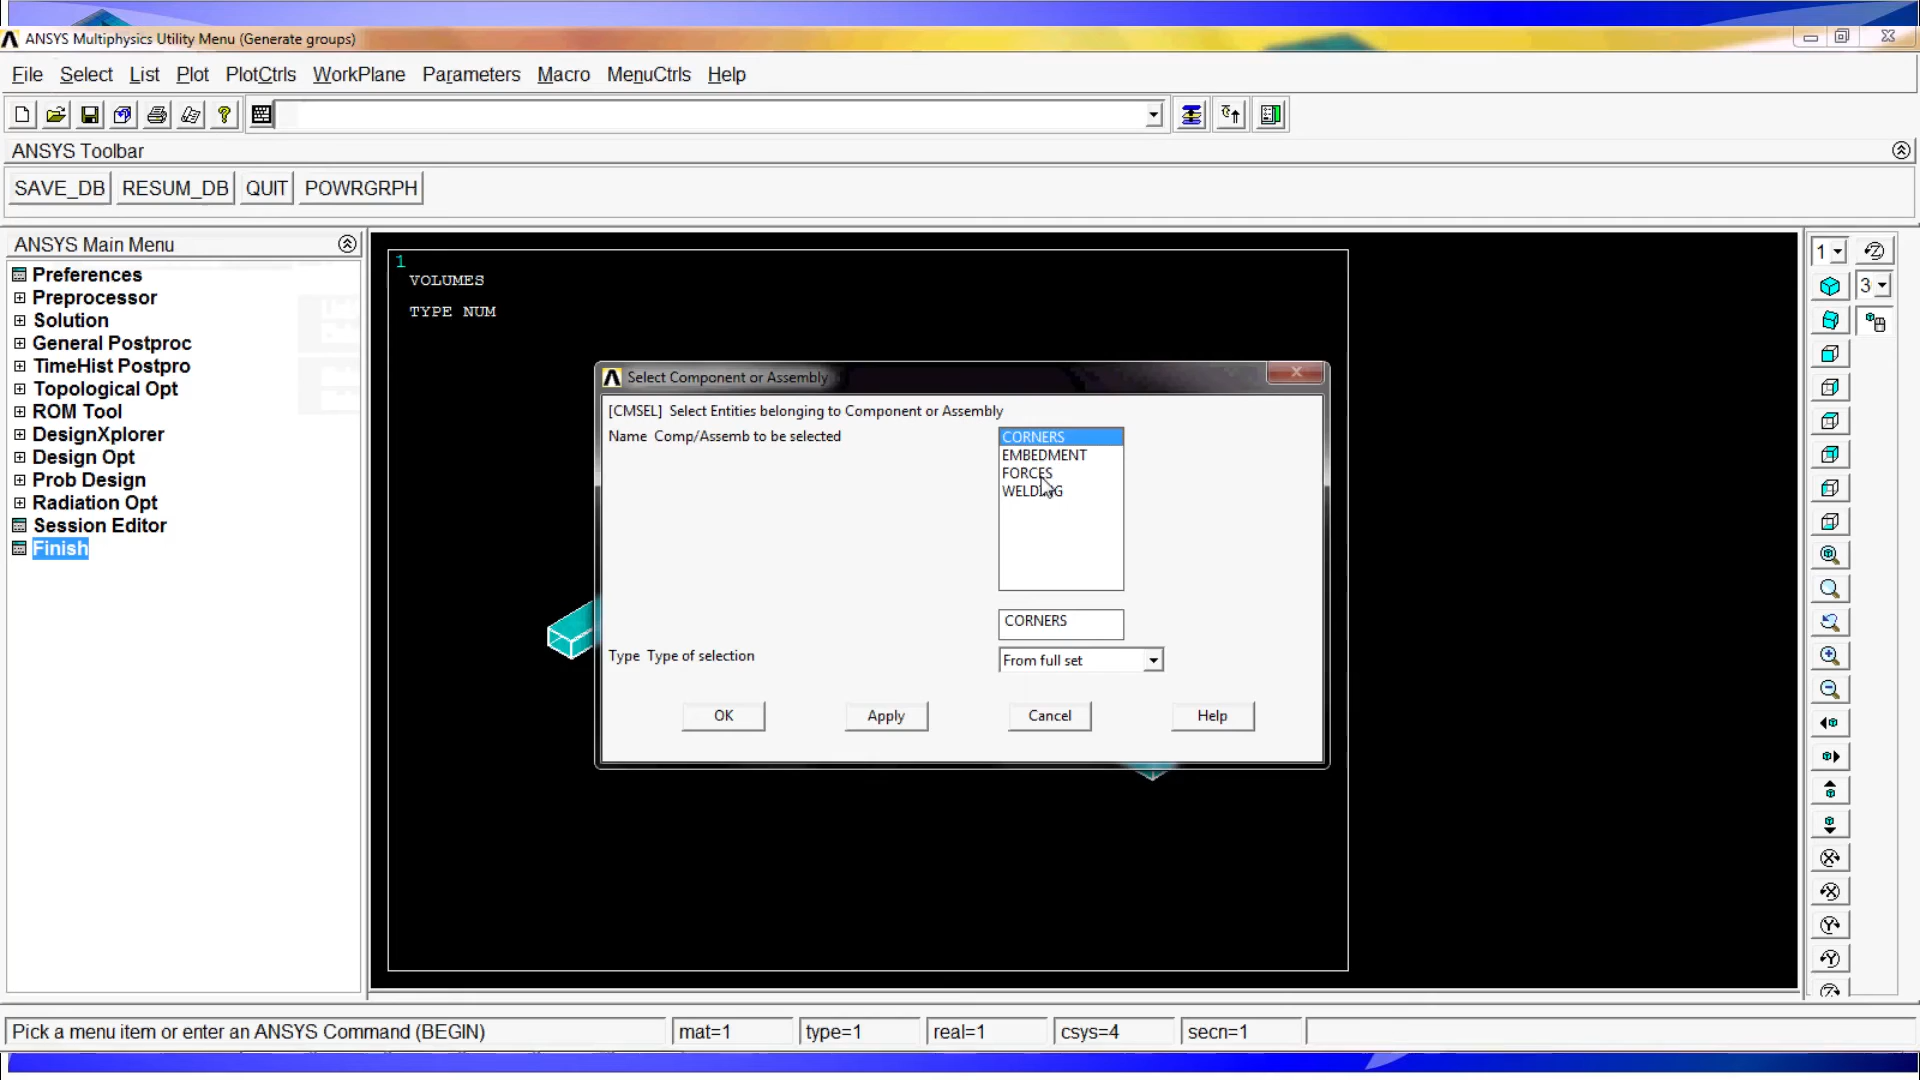 ANSYS Multiphysics Utility Menu (Generate groups)
File Select List Plot PlotCtrls WorkPlane Parameters Macro MenuCtrls Help
ANSYS Toolbar
SAVE_DB RESUM_DB QUIT POWRGRPH
ANSYS Main Menu
Preferences
Preprocessor
Solution
General Postproc
TimeHist Postpro
Topological Opt
ROM Tool
DesignXplorer
Design Opt
Prob Design
Radiation Opt
Session Editor
Finish
1
VOLUMES
TYPE NUM
Select Component or Assembly
[CMSEL] Select Entities belonging to Component or Assembly
Name Comp/Assemb to be selected
CORNERS
EMBEDMENT
FORCES
WELDING
CORNERS
Type Type of selection
From full set
OK Apply Cancel Help
1
3
Pick a menu item or enter an ANSYS Command (BEGIN)
mat=1
type=1
real=1
csys=4
secn=1